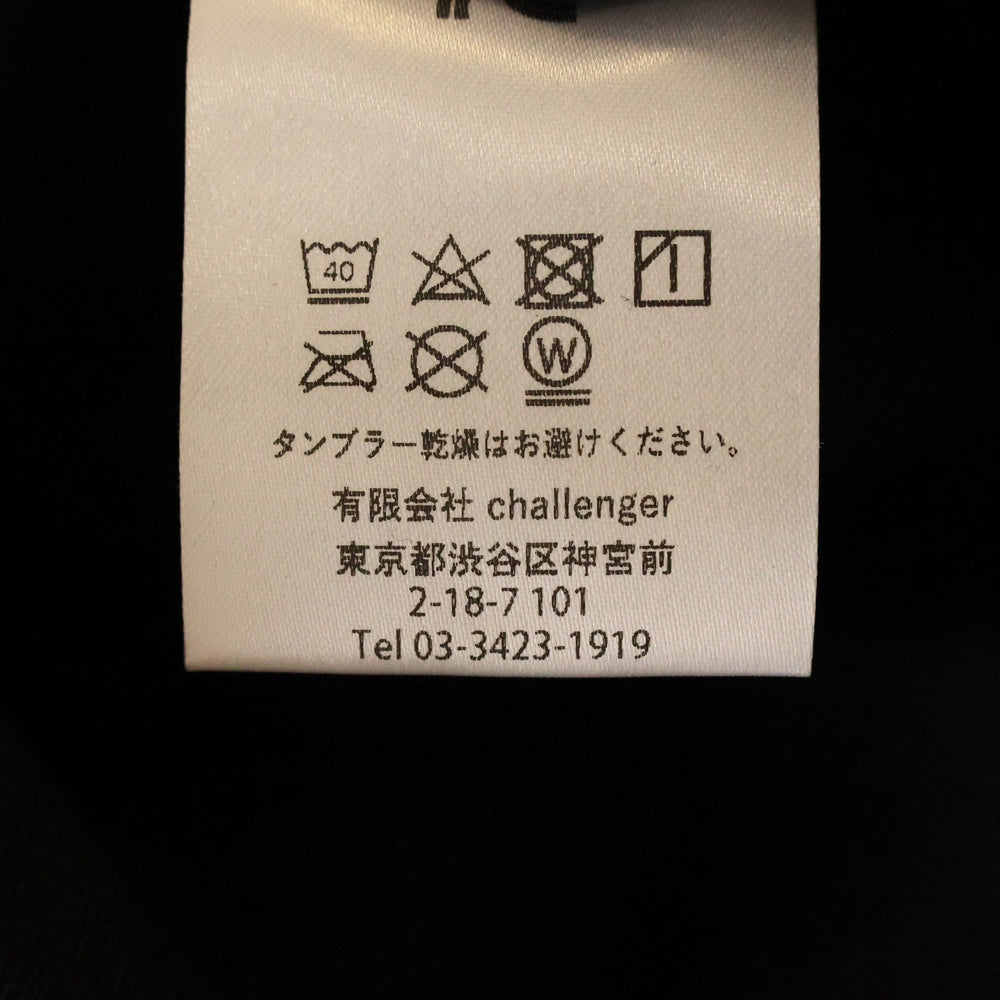 40
W
タンブラー乾燥はお避けください。
有限会社 challenger
東京都渋谷区神宮前
2-18-7 101
Tel 03-3423-1919